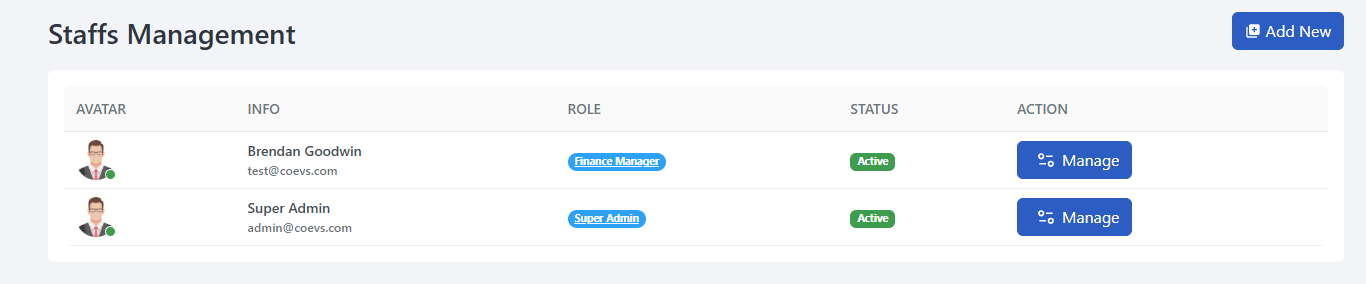 Staffs Management
Add New
AVATAR INFO ROLE STATUS ACTION
Brendan Goodwin
test@coevs.com
Finance Manager
Active
Manage
Super Admin
admin@coevs.com
Super Admin
Active
Manage